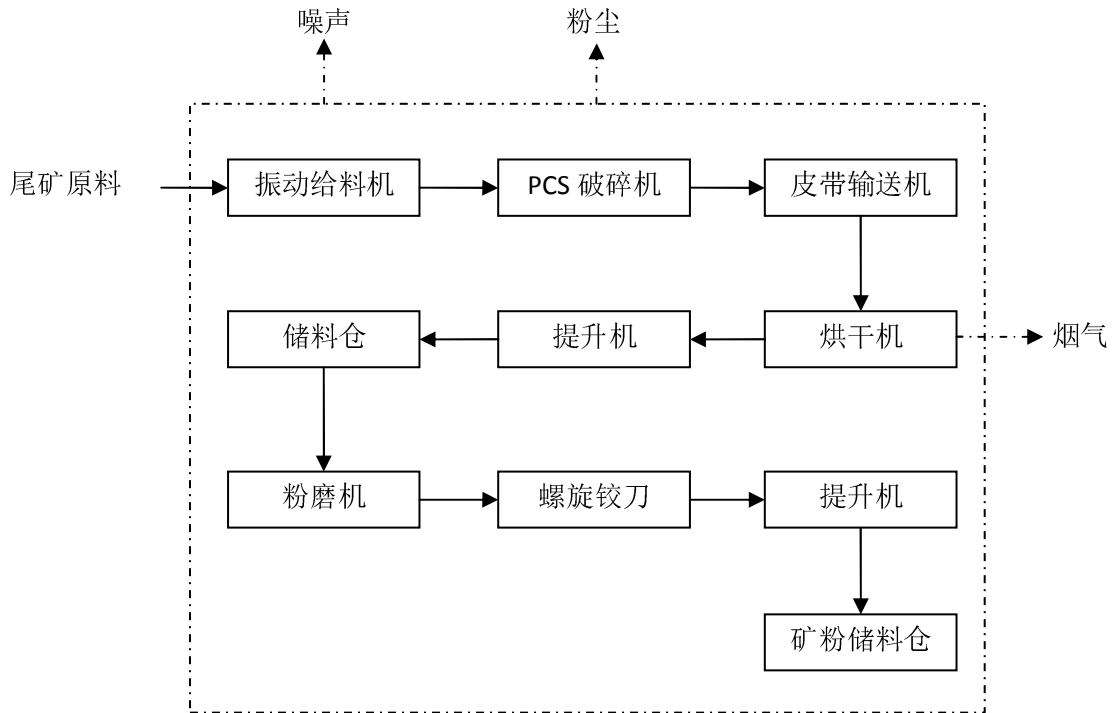 噪声
粉尘
尾矿原料
振动给料机
PCS 破碎机
皮带输送机
储料仓
提升机
烘干机
烟气
粉磨机
螺旋铰刀
提升机
矿粉储料仓